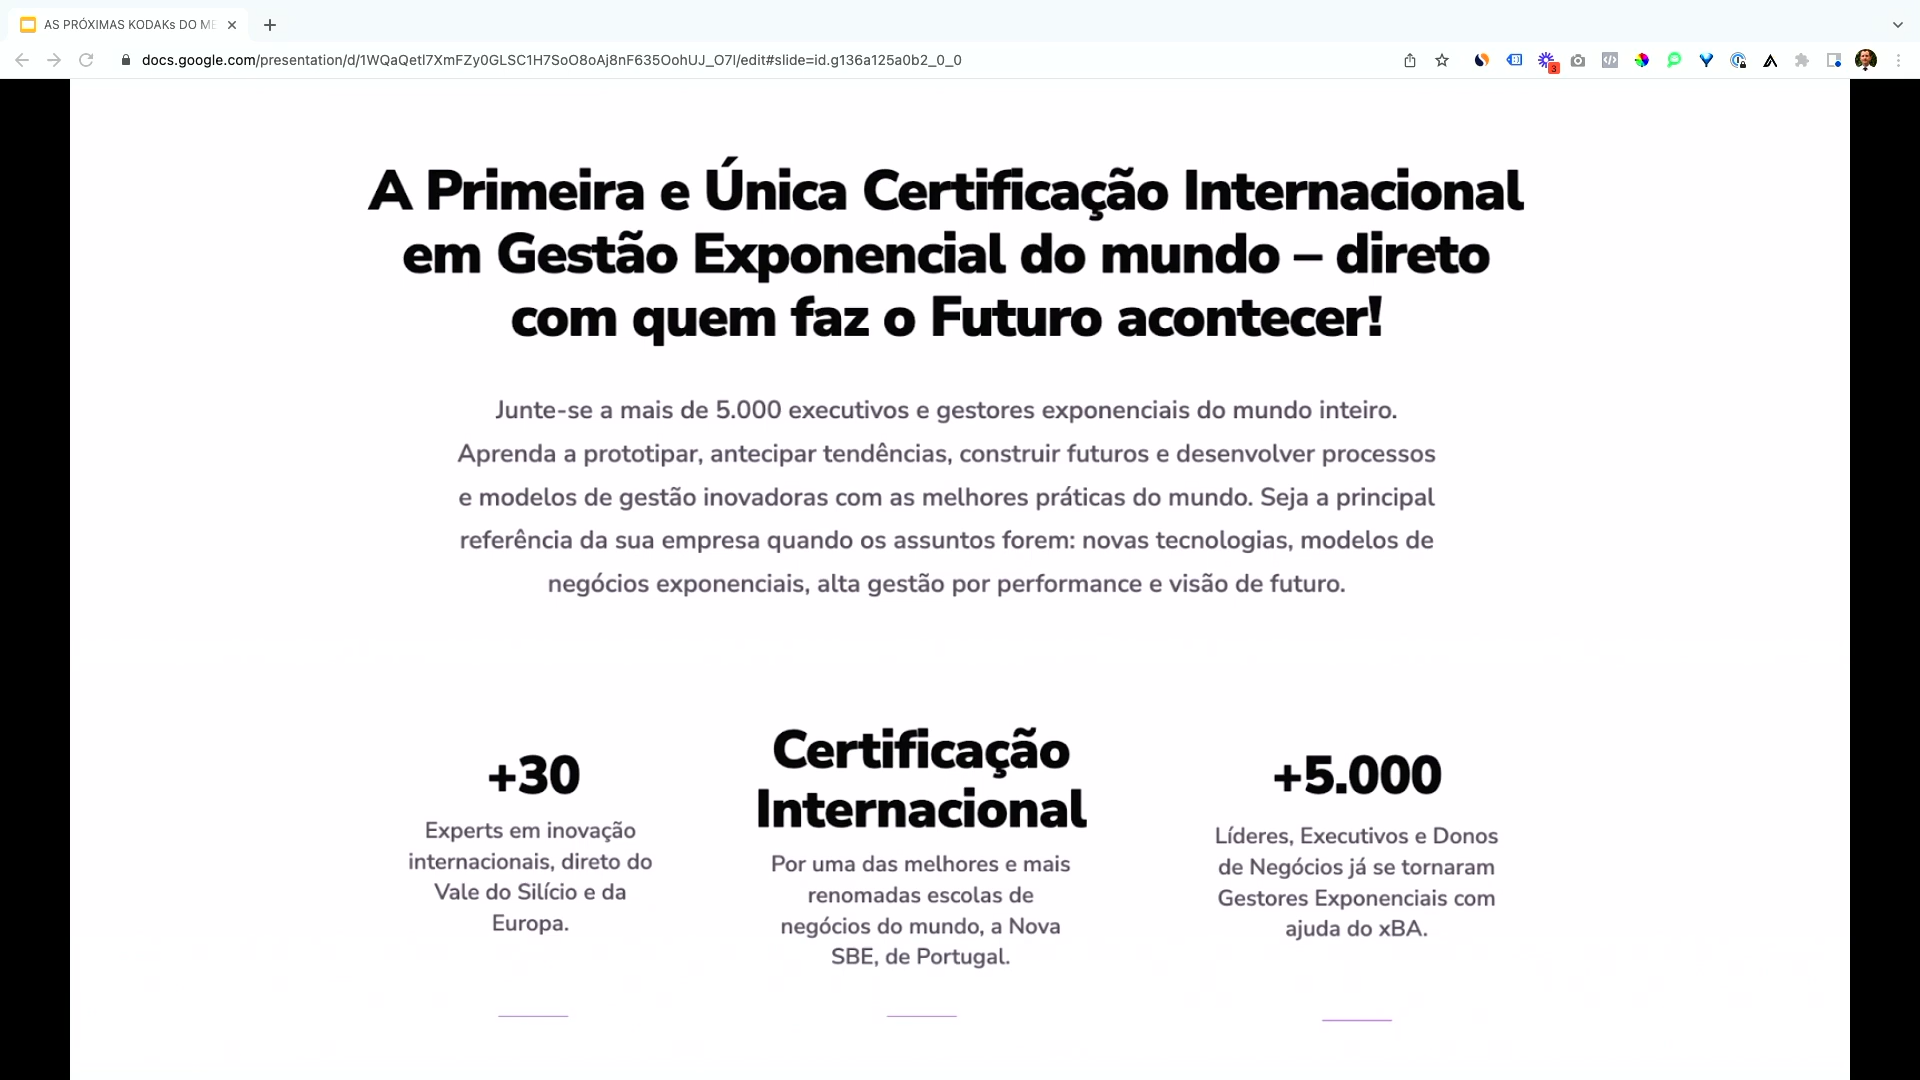 AS PRÓXIMAS KODAKs DO ME
docs.google.com/presentation/d/1WQaQetl7XmFZy0GLSC1H7SoO8oAj8nF635OohUJ_O7I/edit#slide=id.g136a125a0b2_0_0
3
A Primeira e Única Certificação Internacional
em Gestão Exponencial do mundo – direto
com quem faz o Futuro acontecer!
Junte-se a mais de 5.000 executivos e gestores exponenciais do mundo inteiro.
Aprenda a prototipar, antecipar tendências, construir futuros e desenvolver processos
e modelos de gestão inovadoras com as melhores práticas do mundo. Seja a principal
referência da sua empresa quando os assuntos forem: novas tecnologias, modelos de
negócios exponenciais, alta gestão por performance e visão de futuro.
+30
Experts em inovação
internacionais, direto do
Vale do Silício e da
Europa.
Certificação
Internacional
Por uma das melhores e mais
renomadas escolas de
negócios do mundo, a Nova
SBE, de Portugal.
+5.000
Líderes, Executivos e Donos
de Negócios já se tornaram
Gestores Exponenciais com
ajuda do xBA.